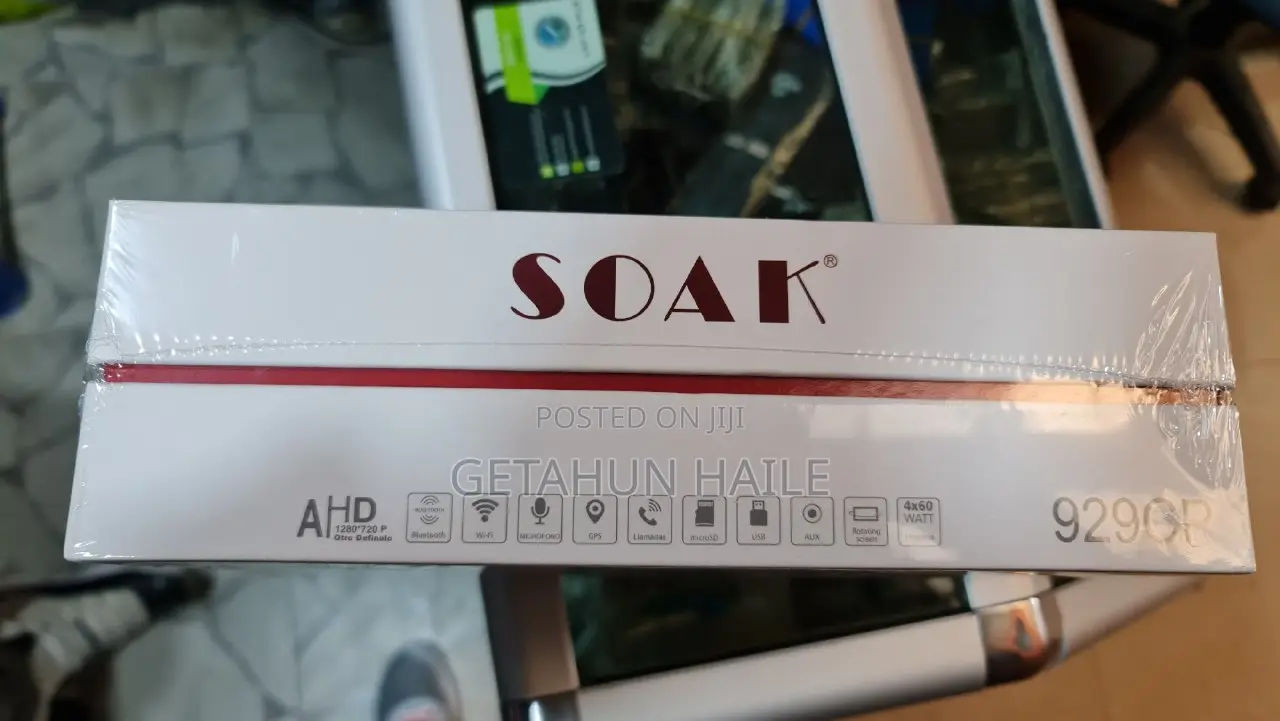 SOAK®
POSTED ON JIJI
GETAHUN HAILE
AHD
1280*720 P
Bluetooth
Wi-Fi
MICROFONO
GPS
Llamadas
microSD
USB
AUX
Rotating
screen
4x60
WATT